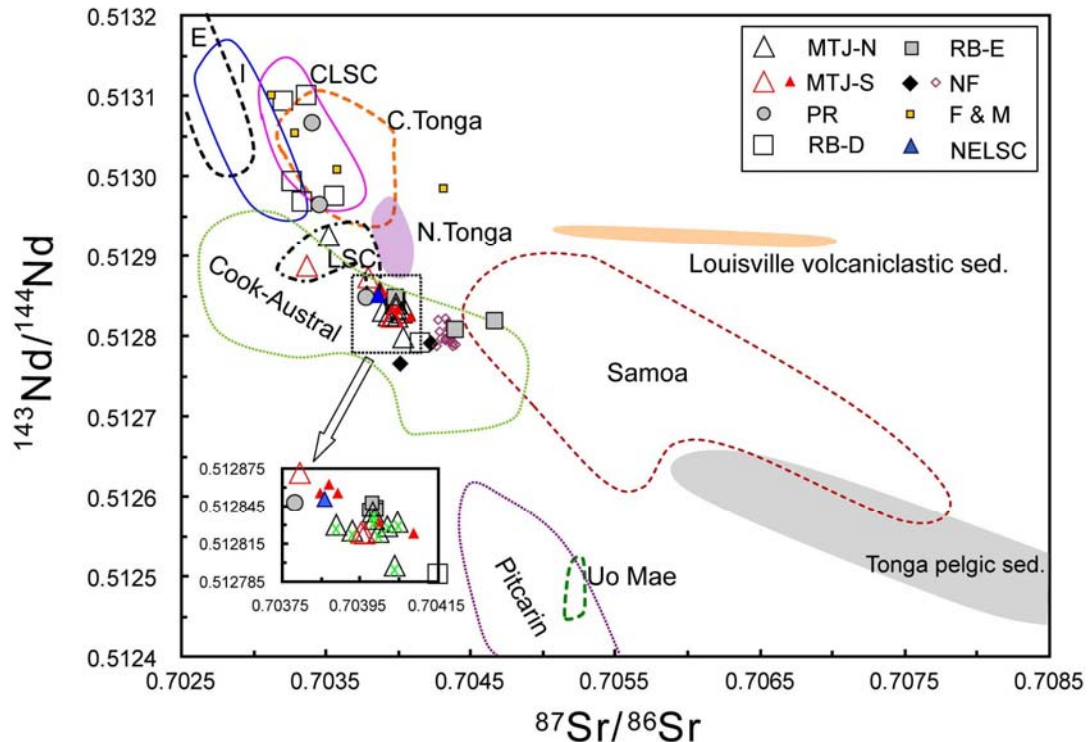 0.5132
0.5131
0.5130
0.5129
0.5128
0.5127
0.5126
0.5125
0.5124
143Nd/144Nd
E
I
CLSC
C.Tonga
N.Tonga
LSC
Cook-Austral
Louisville volcaniclastic sed.
Samoa
Tonga pelgic sed.
Uo Mae
Pitcarin
MTJ-N
RB-E
MTJ-S
NF
PR
F & M
RB-D
NELSC
0.512875
0.512845
0.512815
0.512785
0.70375
0.70395
0.70415
0.7025
0.7035
0.7045
0.7055
0.7065
0.7075
0.7085
87Sr/86Sr